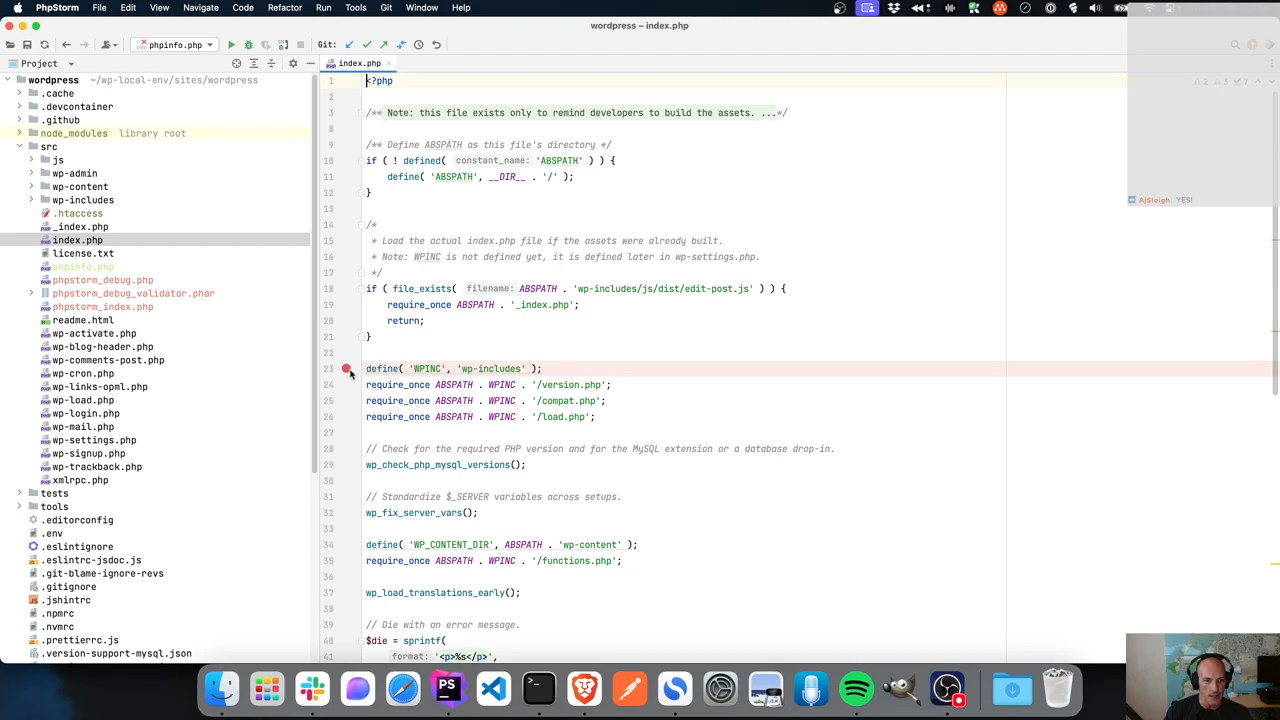 PhpStorm File Edit View Navigate Code Refactor Run Tools Git Window Help
wordpress – index.php
phpinfo.php Git:
Project
index.php
wordpress ~/wp-local-env/sites/wordpress
.cache
.devcontainer
.github
node_modules library root
src
js
wp-admin
wp-content
wp-includes
.htaccess
_index.php
index.php
license.txt
phpinfo.php
phpstorm_debug.php
phpstorm_debug_validator.phar
phpstorm_index.php
readme.html
wp-activate.php
wp-blog-header.php
wp-comments-post.php
wp-cron.php
wp-links-opml.php
wp-load.php
wp-login.php
wp-mail.php
wp-settings.php
wp-signup.php
wp-trackback.php
xmlrpc.php
tests
tools
.editorconfig
.env
.eslintignore
.eslintrc-jsdoc.js
.git-blame-ignore-revs
.gitignore
.jshintrc
.npmrc
.nvmrc
.prettierrc.js
.version-support-mysql.json
1 <?php
2
3 /** Note: this file exists only to remind developers to build the assets. ...*/
8
9 /** Define ABSPATH as this file's directory */
10 if ( ! defined( constant_name: 'ABSPATH' ) ) {
11 define( 'ABSPATH', __DIR__ . '/' );
12 }
13
14 /*
15 * Load the actual index.php file if the assets were already built.
16 * Note: WPINC is not defined yet, it is defined later in wp-settings.php.
17 */
18 if ( file_exists( filename: ABSPATH . 'wp-includes/js/dist/edit-post.js' ) ) {
19 require_once ABSPATH . '_index.php';
20 return;
21 }
22
23 define( 'WPINC', 'wp-includes' );
24 require_once ABSPATH . WPINC . '/version.php';
25 require_once ABSPATH . WPINC . '/compat.php';
26 require_once ABSPATH . WPINC . '/load.php';
27
28 // Check for the required PHP version and for the MySQL extension or a database drop-in.
29 wp_check_php_mysql_versions();
30
31 // Standardize $_SERVER variables across setups.
32 wp_fix_server_vars();
33
34 define( 'WP_CONTENT_DIR', ABSPATH . 'wp-content' );
35 require_once ABSPATH . WPINC . '/functions.php';
36
37 wp_load_translations_early();
38
39 // Die with an error message.
40 $die = sprintf(
41 format: '<p>%s</p>',
AjSleigh: YES!
PS